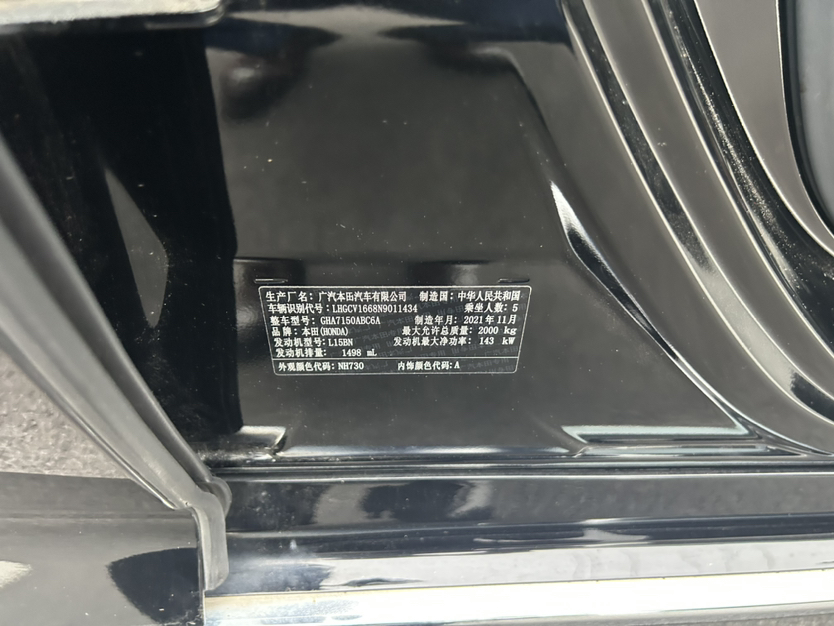 生产厂名：广汽本田汽车有限公司 制造国：中华人民共和国
车辆识别代号：LHGCV1668N9011434 乘坐人数：5
整车型号：GHA7150ABC6A 制造年月：2021年11月
品牌：本田(HONDA) 最大允许总质量：2000 kg
发动机型号：L15BN 发动机最大净功率：143 kW
发动机排量： 1498 mL
外观颜色代码：NH730 内饰颜色代码：A